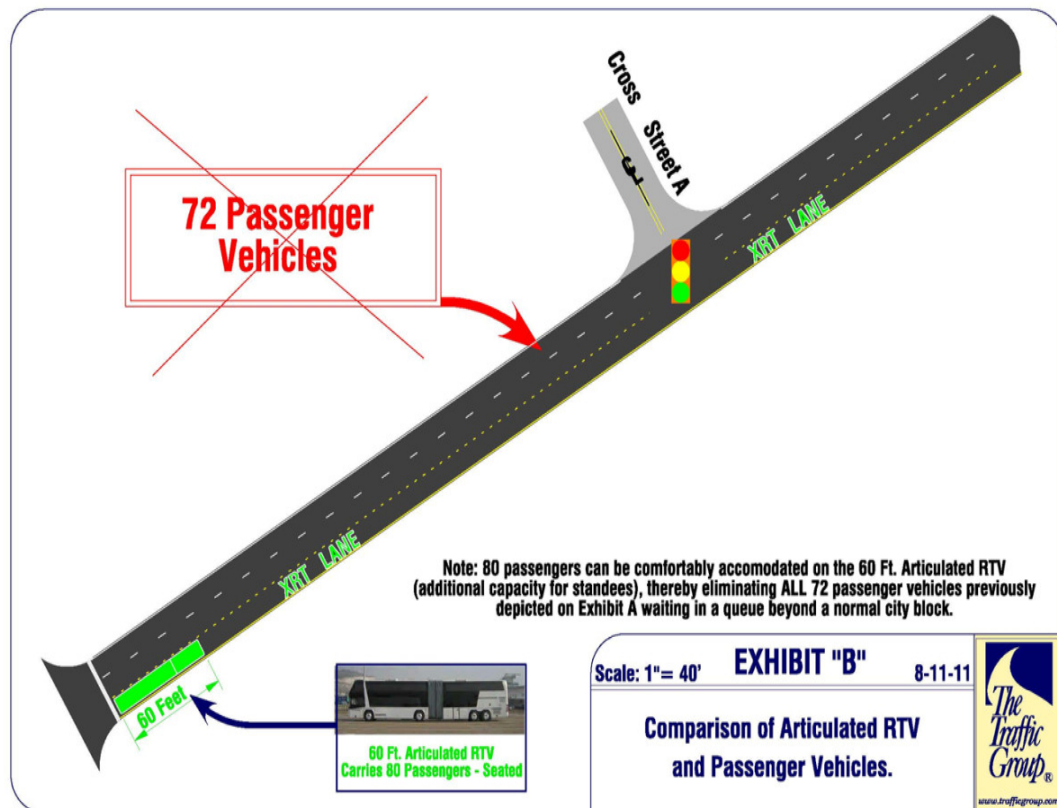 Cross Street A
72 Passenger
Vehicles
XRT LANE
XRT LANE
Note: 80 passengers can be comfortably accomodated on the 60 Ft. Articulated RTV
(additional capacity for standees), thereby eliminating ALL 72 passenger vehicles previously
depicted on Exhibit A waiting in a queue beyond a normal city block.
60 Feet
60 Ft. Articulated RTV
Carries 80 Passengers - Seated
Scale: 1"= 40'
EXHIBIT "B"
8-11-11
Comparison of Articulated RTV
and Passenger Vehicles.
The
Traffic
Group®
www.trafficgroup.com